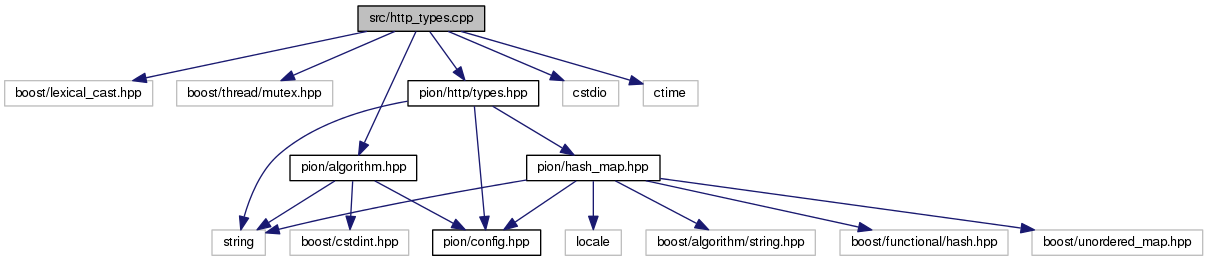 src/http_types.cpp
boost/lexical_cast.hpp
boost/thread/mutex.hpp
pion/http/types.hpp
cstdio
ctime
pion/algorithm.hpp
pion/hash_map.hpp
string
boost/cstdint.hpp
pion/config.hpp
locale
boost/algorithm/string.hpp
boost/functional/hash.hpp
boost/unordered_map.hpp